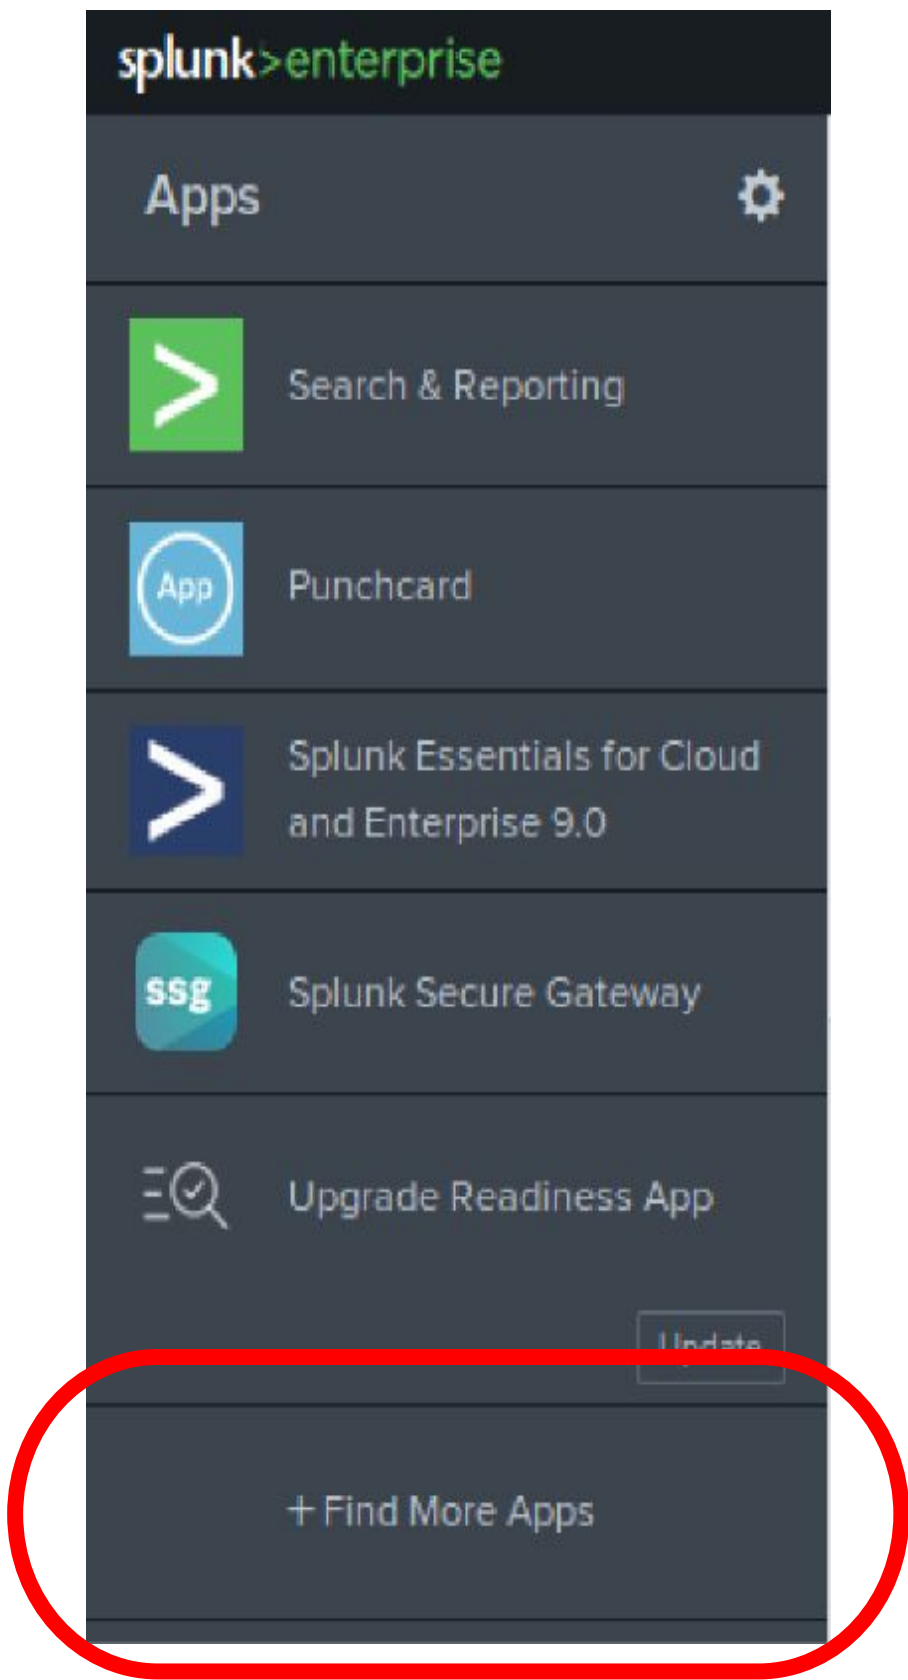 splunk>enterprise
Apps
Search & Reporting
App
Punchcard
Splunk Essentials for Cloud
and Enterprise 9.0
ssg
Splunk Secure Gateway
Upgrade Readiness App
Update
+ Find More Apps